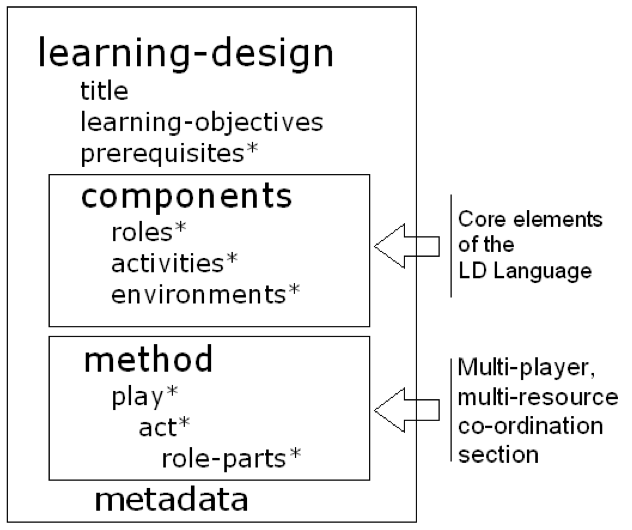 learning-design
title
learning-objectives
prerequisites*
components
roles*
activities*
environments*
Core elements
of the
LD Language
method
play*
act*
role-parts*
Multi-player,
multi-resource
co-ordination
section
metadata